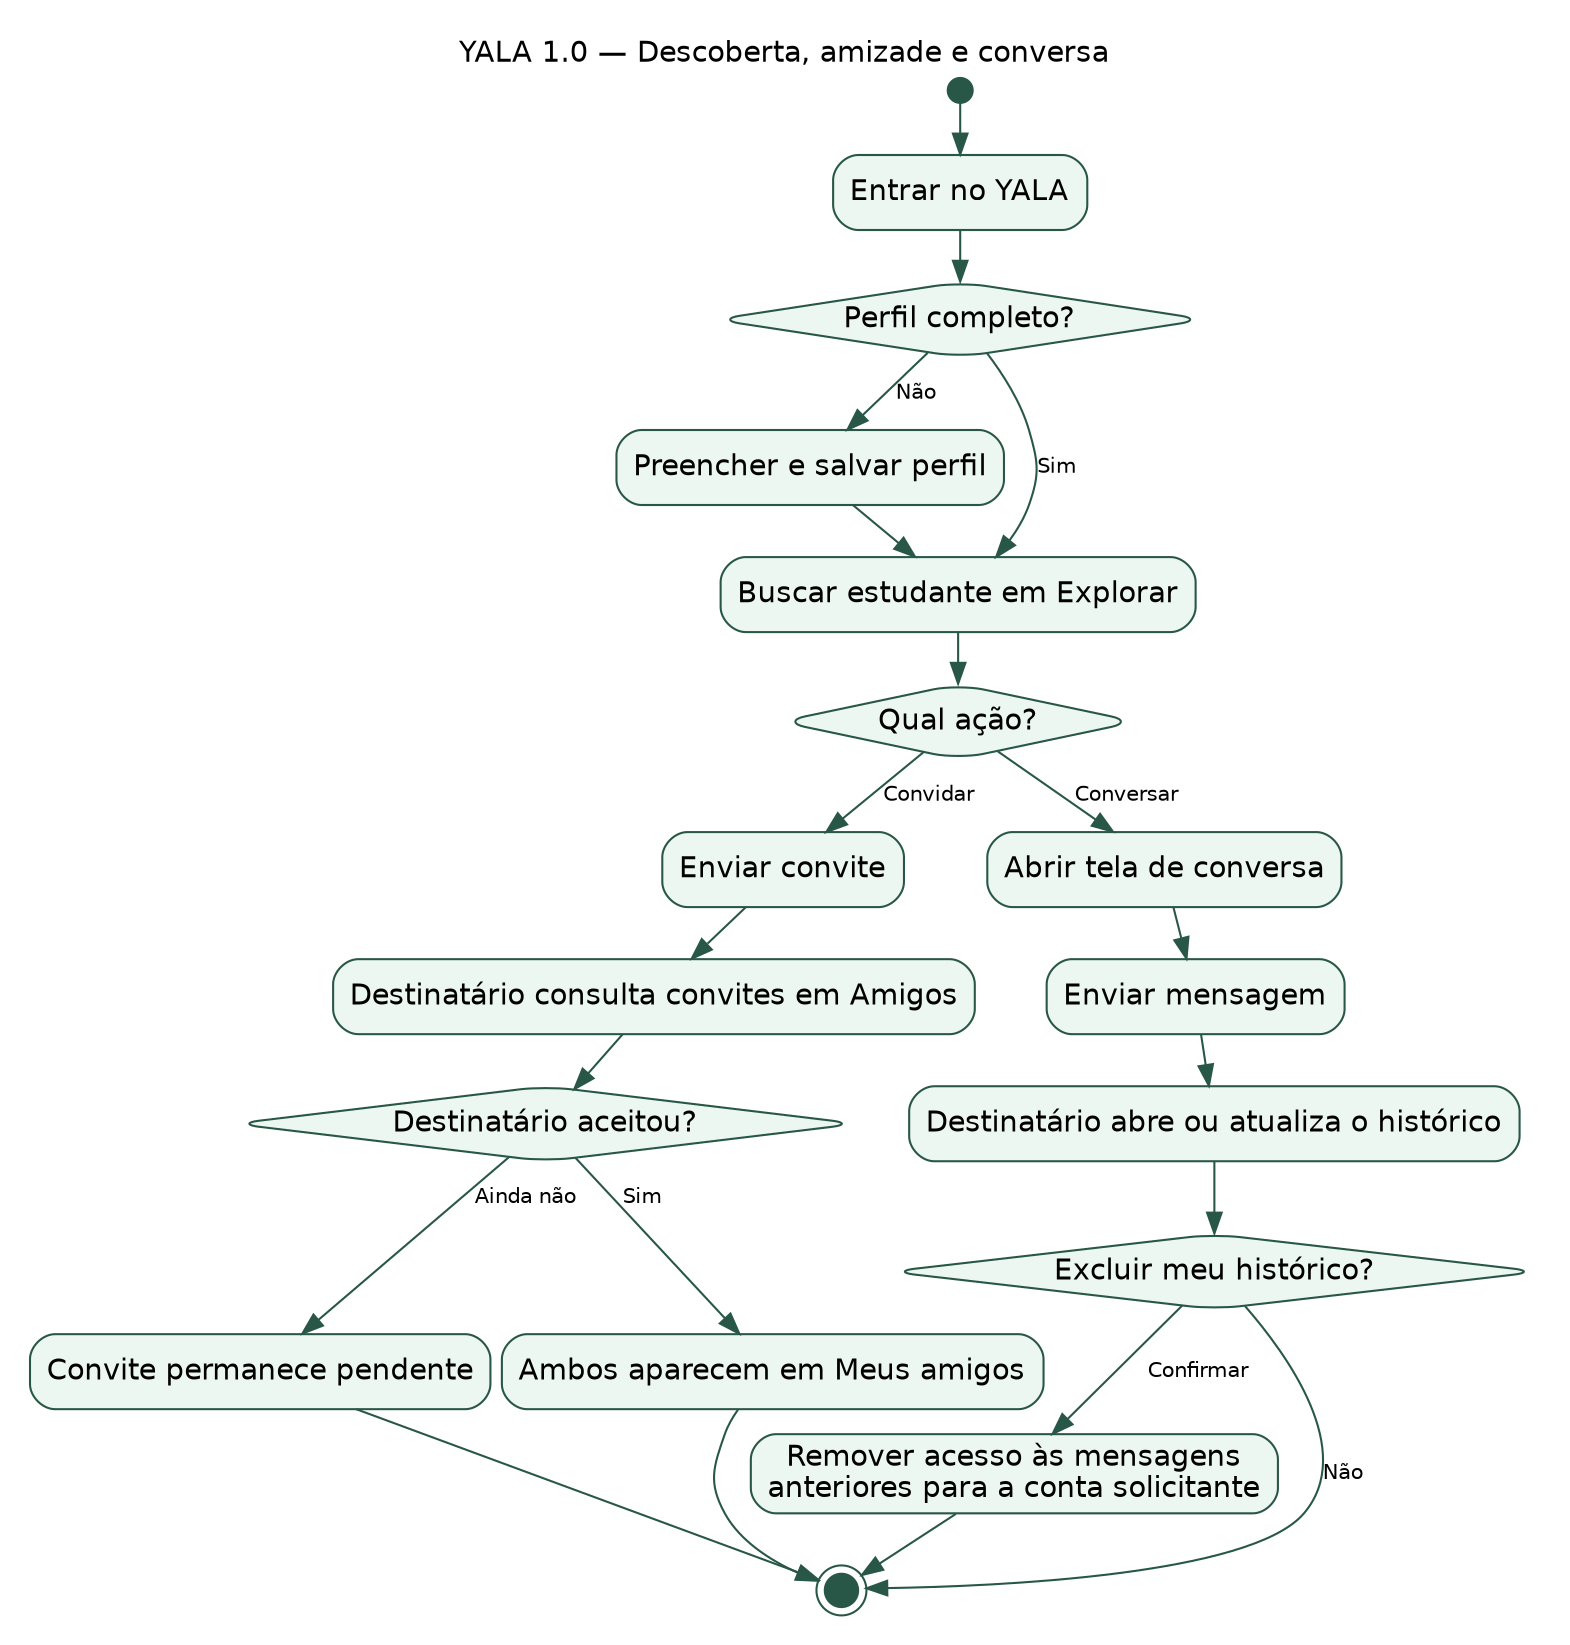 YALA 1.0 — Descoberta, amizade e conversa
Entrar no YALA
Perfil completo?
Não
Sim
Preencher e salvar perfil
Buscar estudante em Explorar
Qual ação?
Convidar
Conversar
Enviar convite
Abrir tela de conversa
Destinatário consulta convites em Amigos
Enviar mensagem
Destinatário aceitou?
Destinatário abre ou atualiza o histórico
Ainda não
Sim
Excluir meu histórico?
Convite permanece pendente
Ambos aparecem em Meus amigos
Confirmar
Remover acesso às mensagens
anteriores para a conta solicitante
Não